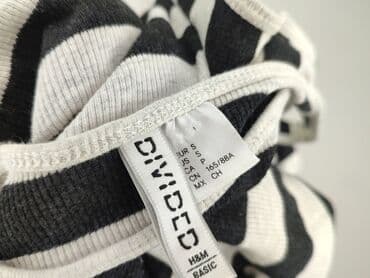 DIVIDED
H&M
BASIC
EUR S
US S
CA P
CN 165/88A
MX CH